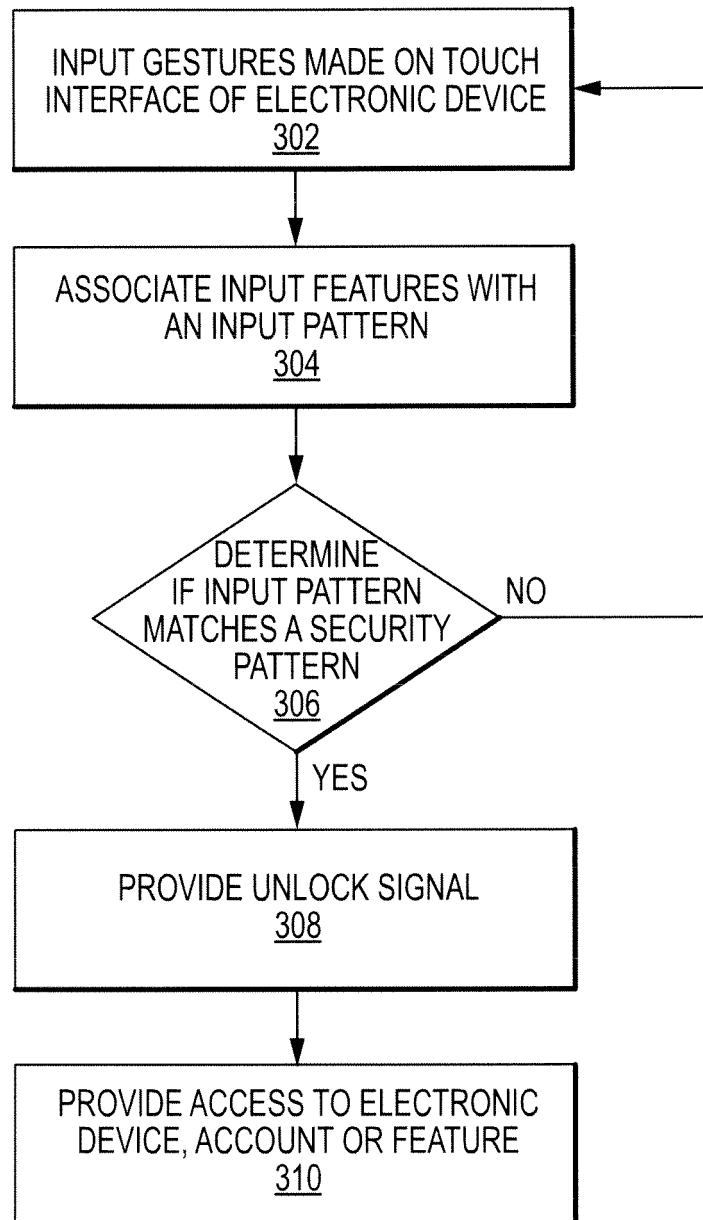 INPUT GESTURES MADE ON TOUCH
INTERFACE OF ELECTRONIC DEVICE
302
ASSOCIATE INPUT FEATURES WITH
AN INPUT PATTERN
304
DETERMINE
IF INPUT PATTERN
MATCHES A SECURITY
PATTERN
306
NO
YES
PROVIDE UNLOCK SIGNAL
308
PROVIDE ACCESS TO ELECTRONIC
DEVICE, ACCOUNT OR FEATURE
310